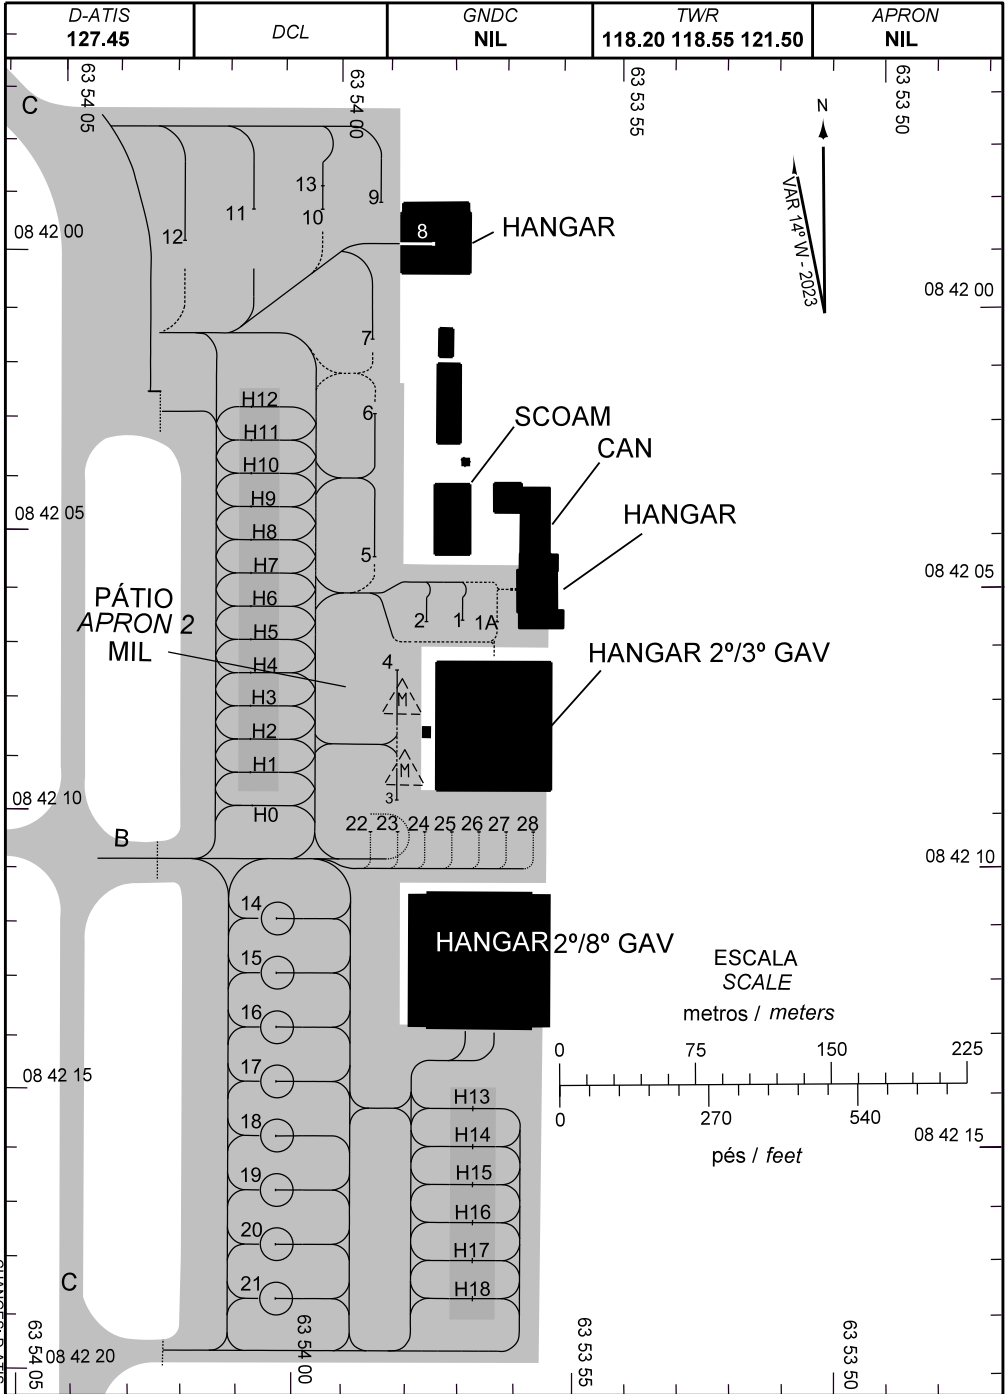 D-ATIS
127.45
DCL
GNDC
NIL
TWR
118.20 118.55 121.50
APRON
NIL
63 54 05
63 54 00
63 53 55
63 53 50
C
N
VAR 14º W - 2023
13
9
11
10
12
8
HANGAR
08 42 00
08 42 00
7
H12
6
SCOAM
H11
CAN
H10
H9
08 42 05
HANGAR
H8
5
H7
08 42 05
PÁTIO
APRON 2
MIL
H6
2
1
1A
H5
HANGAR 2º/3º GAV
H4
4
H3
M
H2
H1
M
08 42 10
3
H0
22
23
24
25
26
27
28
B
08 42 10
14
HANGAR 2º/8º GAV
15
ESCALA
SCALE
metros / meters
16
0
75
150
225
17
08 42 15
H13
0
270
540
18
H14
08 42 15
pés / feet
19
H15
H16
20
H17
C
21
H18
63 54 05
08 42 20
63 54 00
63 53 55
63 53 50